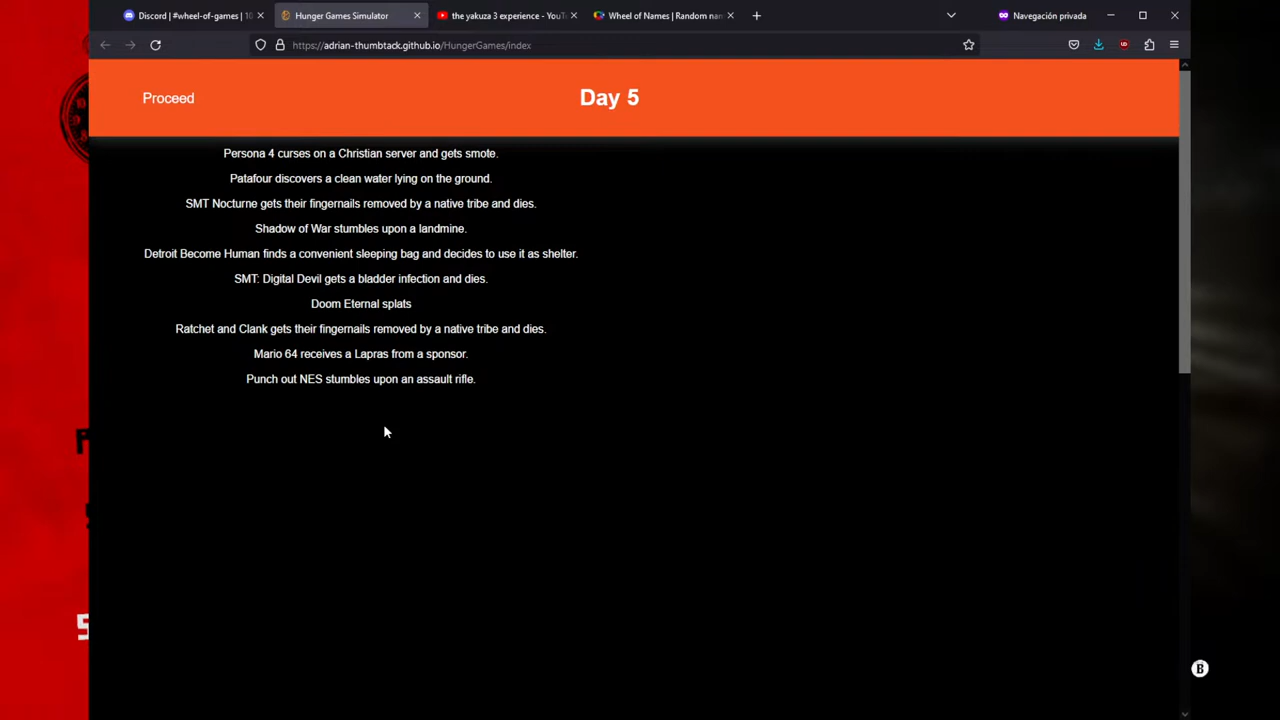 Discord | #wheel-of-games | 10
Hunger Games Simulator
the yakuza 3 experience - YouT
Wheel of Names | Random nam
Navegación privada
https://adrian-thumbtack.github.io/HungerGames/index
Proceed
Day 5
Persona 4 curses on a Christian server and gets smote.
Patafour discovers a clean water lying on the ground.
SMT Nocturne gets their fingernails removed by a native tribe and dies.
Shadow of War stumbles upon a landmine.
Detroit Become Human finds a convenient sleeping bag and decides to use it as shelter.
SMT: Digital Devil gets a bladder infection and dies.
Doom Eternal splats
Ratchet and Clank gets their fingernails removed by a native tribe and dies.
Mario 64 receives a Lapras from a sponsor.
Punch out NES stumbles upon an assault rifle.
B